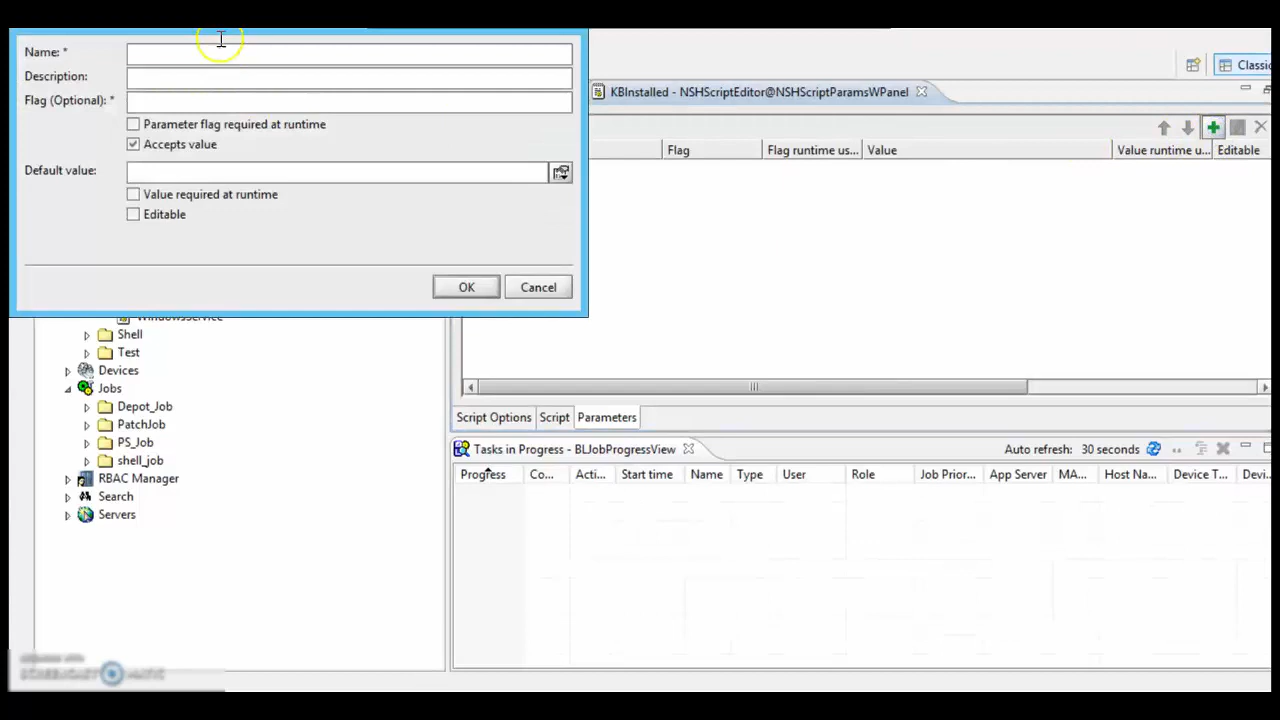 Name: *
Description:
Flag (Optional): *
Parameter flag required at runtime
Accepts value
Default value:
Value required at runtime
Editable
OK
Cancel
Classic
KBInstalled - NSHScriptEditor@NSHScriptParamsWPanel
Flag
Flag runtime us...
Value
Value runtime u...
Editable
WindowsService
Shell
Test
Devices
Jobs
Depot_Job
PatchJob
PS_Job
shell_job
RBAC Manager
Search
Servers
Script Options
Script
Parameters
Tasks in Progress - BLJobProgressView
Auto refresh: 30 seconds
Progress
Co...
Acti...
Start time
Name
Type
User
Role
Job Prior...
App Server
MA...
Host Na...
Device T...
Devi...
SCREENCAST
MATIC